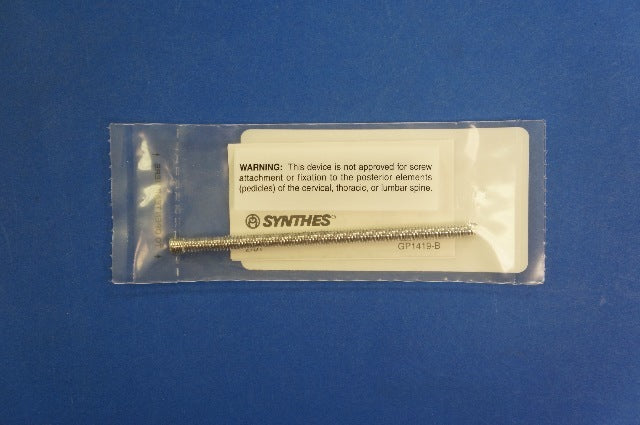 WARNING: This device is not approved for screw
attachment or fixation to the posterior elements
(pedicles) of the cervical, thoracic, or lumbar spine.
SYNTHES
GP1419-B